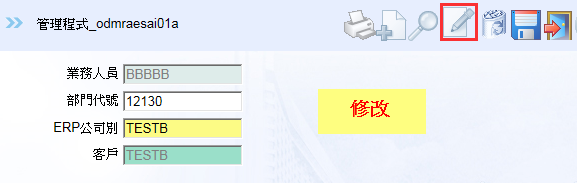 管理程式_odmraesai01a
業務人員 BBBBB
部門代號 12130
ERP公司別 TESTB
客戶 TESTB
修改